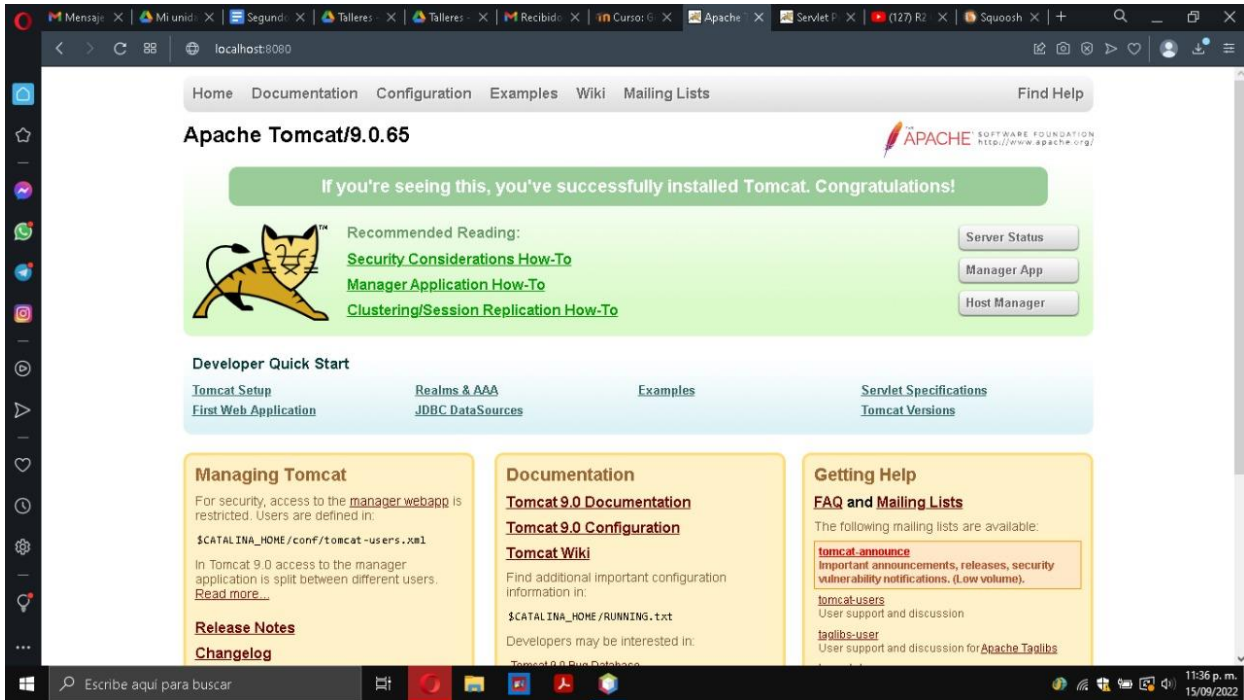 Mensaje
Mi unid
Segund
Talleres -
Talleres -
Recibido
Curso: G
Apache T
Servlet P
(127) R2
Squoosh
localhost:8080
Home Documentation Configuration Examples Wiki Mailing Lists Find Help
Apache Tomcat/9.0.65
THE APACHE SOFTWARE FOUNDATION
http://www.apache.org/
If you're seeing this, you've successfully installed Tomcat. Congratulations!
TM
Recommended Reading:
Security Considerations How-To
Manager Application How-To
Clustering/Session Replication How-To
Server Status
Manager App
Host Manager
Developer Quick Start
Tomcat Setup
First Web Application
Realms & AAA
JDBC DataSources
Examples
Servlet Specifications
Tomcat Versions
Managing Tomcat
For security, access to the manager webapp is
restricted. Users are defined in:
$CATALINA_HOME/conf/tomcat-users.xml
In Tomcat 9.0 access to the manager
application is split between different users.
Read more...
Release Notes
Changelog
Documentation
Tomcat 9.0 Documentation
Tomcat 9.0 Configuration
Tomcat Wiki
Find additional important configuration
information in:
$CATALINA_HOME/RUNNING.txt
Developers may be interested in:
Tomcat 9.0 Bug Database
Getting Help
FAQ and Mailing Lists
The following mailing lists are available:
tomcat-announce
Important announcements, releases, security
vulnerability notifications. (Low volume).
tomcat-users
User support and discussion
taglibs-user
User support and discussion for Apache Taglibs
Escribe aquí para buscar
11:36 p. m.
15/09/2022